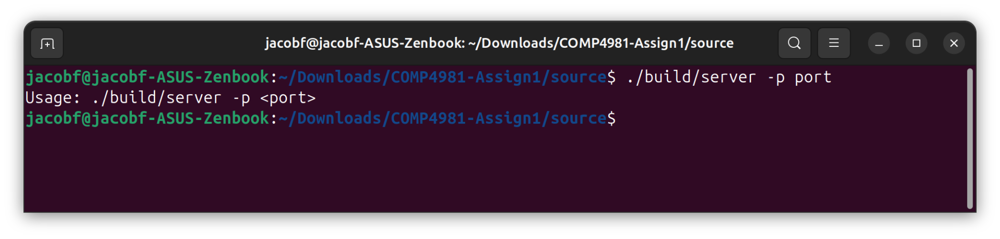 jacobf@jacobf-ASUS-Zenbook: ~/Downloads/COMP4981-Assign1/source
jacobf@jacobf-ASUS-Zenbook:~/Downloads/COMP4981-Assign1/source$ ./build/server -p port
Usage: ./build/server -p <port>
jacobf@jacobf-ASUS-Zenbook:~/Downloads/COMP4981-Assign1/source$